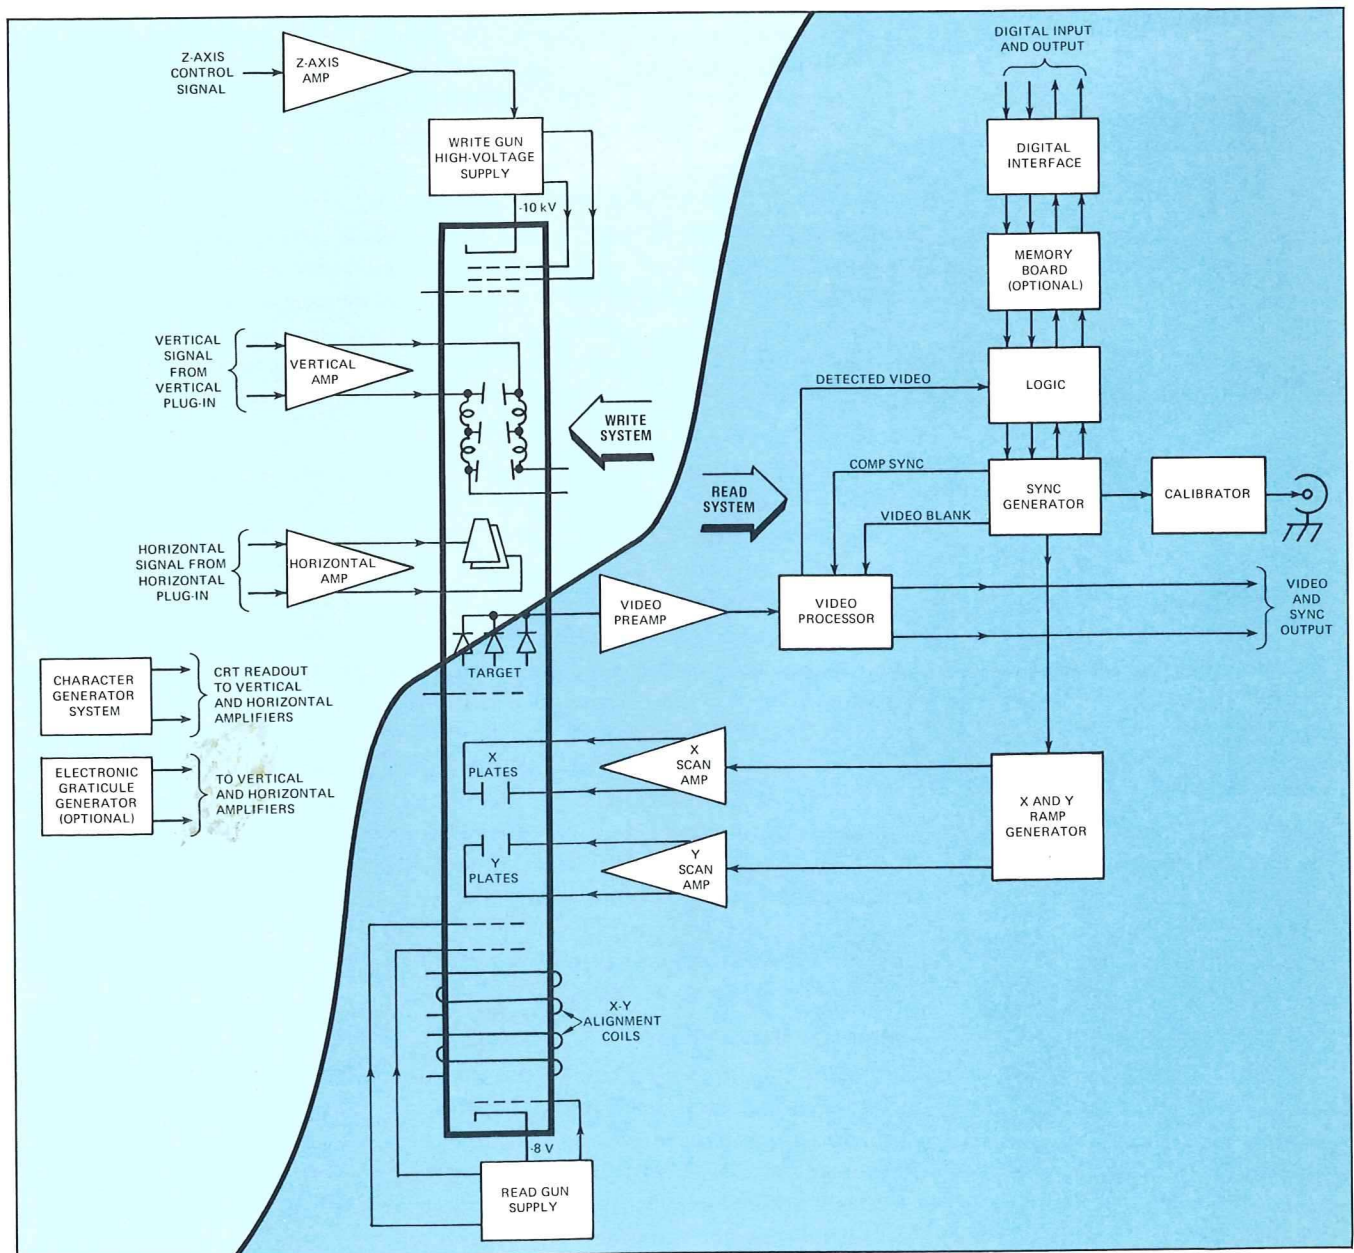 Z-AXIS
CONTROL
SIGNAL
Z-AXIS
AMP
WRITE GUN
HIGH-VOLTAGE
SUPPLY
-10 kV
VERTICAL
SIGNAL
FROM
VERTICAL
PLUG-IN
VERTICAL
AMP
WRITE
SYSTEM
HORIZONTAL
SIGNAL FROM
HORIZONTAL
PLUG-IN
HORIZONTAL
AMP
DIGITAL INPUT
AND OUTPUT
DIGITAL
INTERFACE
MEMORY
BOARD
(OPTIONAL)
DETECTED VIDEO
LOGIC
COMP SYNC
READ
SYSTEM
SYNC
GENERATOR
CALIBRATOR
VIDEO BLANK
VIDEO
PREAMP
VIDEO
PROCESSOR
VIDEO
AND
SYNC
OUTPUT
TARGET
CHARACTER
GENERATOR
SYSTEM
CRT READOUT
TO VERTICAL
AND HORIZONTAL
AMPLIFIERS
ELECTRONIC
GRATICULE
GENERATOR
(OPTIONAL)
TO VERTICAL
AND HORIZONTAL
AMPLIFIERS
X
PLATES
X
SCAN
AMP
X AND Y
RAMP
GENERATOR
Y
PLATES
Y
SCAN
AMP
X-Y
ALIGNMENT
COILS
-8 V
READ GUN
SUPPLY